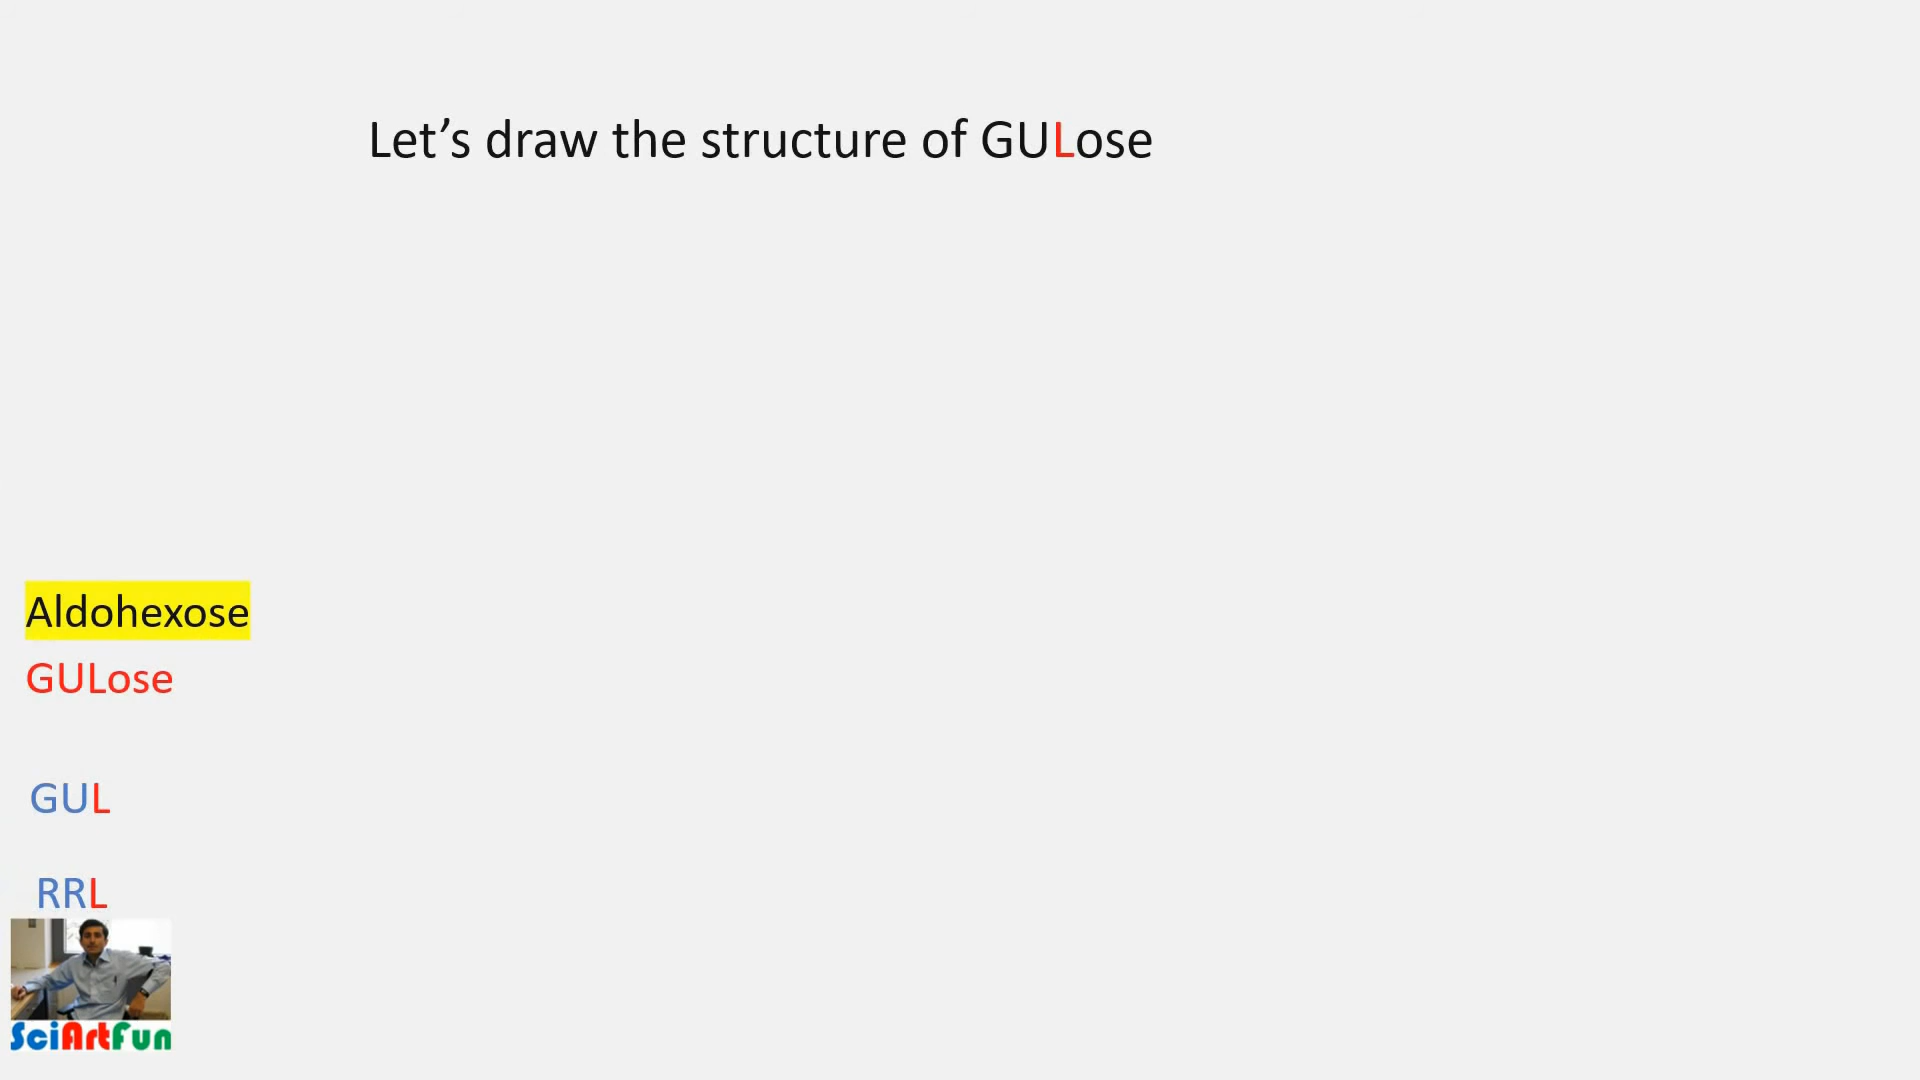 Let’s draw the structure of GULose
Aldohexose
GULose
GUL
RRL
SciArtFun